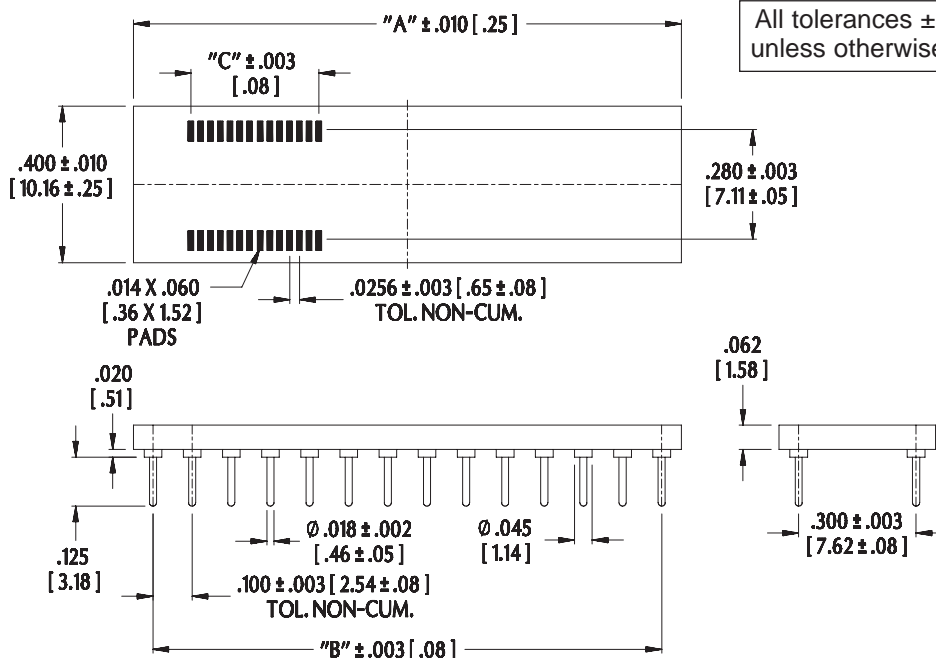 "A" ± .010 [ .25 ]
All tolerances ±
unless otherwise
"C" ± .003
[ .08 ]
.400 ± .010
[ 10.16 ± .25 ]
.280 ± .003
[ 7.11 ± .05 ]
.014 X .060
[ .36 X 1.52 ]
PADS
.0256 ± .003 [ .65 ± .08 ]
TOL. NON-CUM.
.062
[ 1.58 ]
.020
[ .51 ]
Ø .018 ± .002
[ .46 ± .05 ]
Ø .045
[ 1.14 ]
.300 ± .003
[ 7.62 ± .08 ]
.125
[ 3.18 ]
.100 ± .003 [ 2.54 ± .08 ]
TOL. NON-CUM.
"B" ± .003 [ .08 ]